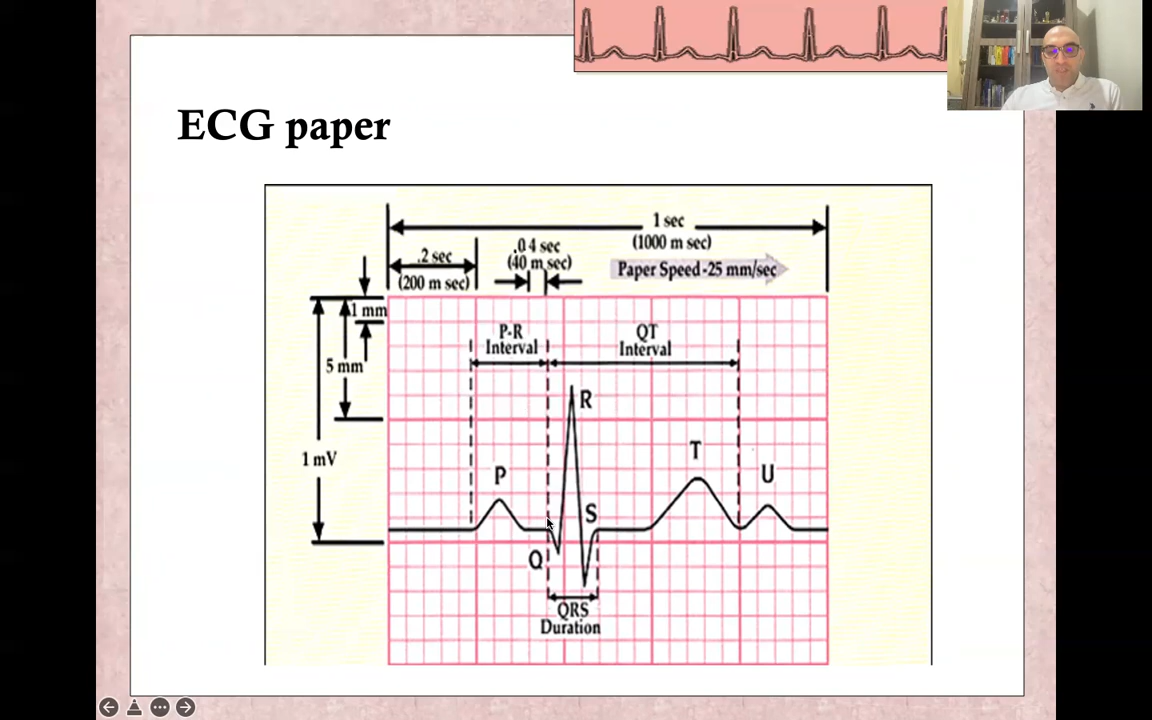 ECG paper
1 sec
(1000 m sec)
.2 sec
(200 m sec)
.04 sec
(40 m sec)
Paper Speed-25 mm/sec
1 mm
5 mm
1 mV
P-R
Interval
QT
Interval
R
P
T
U
S
Q
QRS
Duration